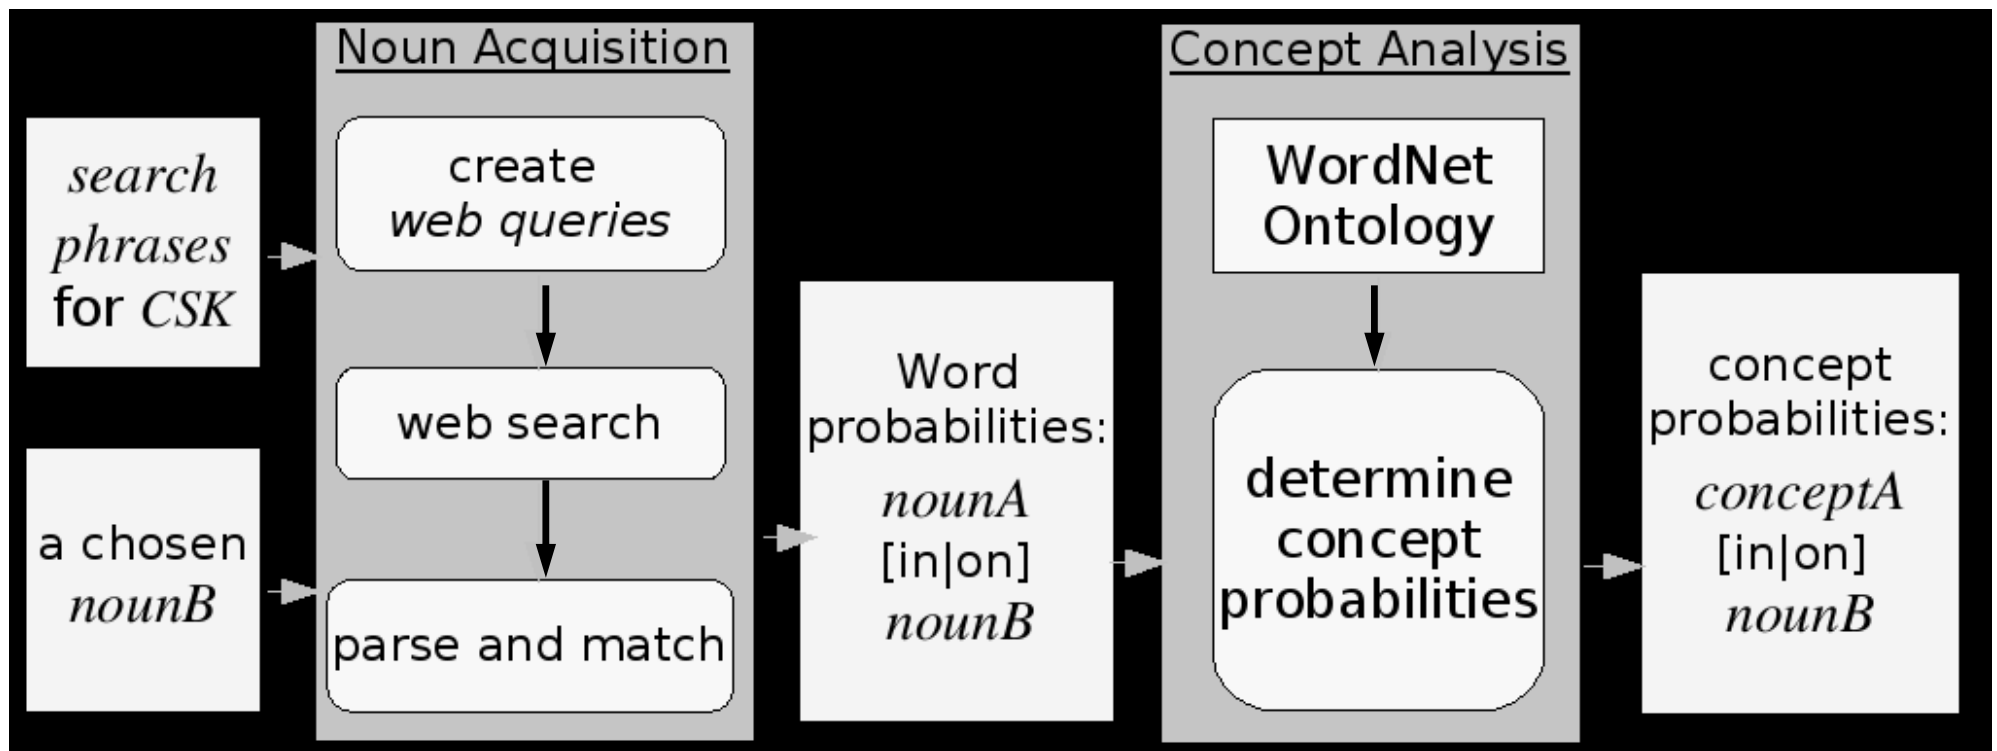 search
phrases
for CSK
a chosen
nounB
Noun Acquisition
create
web queries
web search
parse and match
Word
probabilities:
nounA
[in|on]
nounB
Concept Analysis
WordNet
Ontology
determine
concept
probabilities
concept
probabilities:
conceptA
[in|on]
nounB